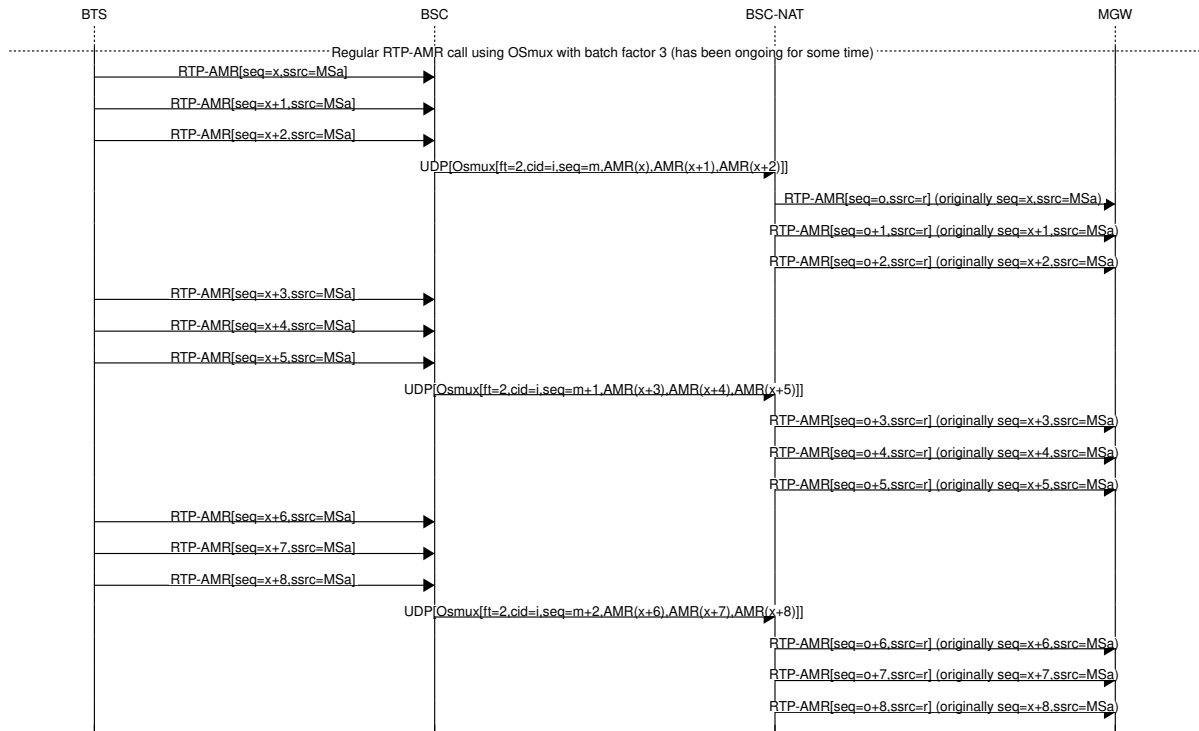 BTS BSC BSC-NAT MGW
Regular RTP-AMR call using OSmux with batch factor 3 (has been ongoing for some time)
RTP-AMR[seq=x,ssrc=MSa]
RTP-AMR[seq=x+1,ssrc=MSa]
RTP-AMR[seq=x+2,ssrc=MSa]
UDP[Osmux[ft=2,cid=i,seq=m,AMR(x),AMR(x+1),AMR(x+2)]]
RTP-AMR[seq=o,ssrc=r] (originally seq=x,ssrc=MSa)
RTP-AMR[seq=o+1,ssrc=r] (originally seq=x+1,ssrc=MSa)
RTP-AMR[seq=o+2,ssrc=r] (originally seq=x+2,ssrc=MSa)
RTP-AMR[seq=x+3,ssrc=MSa]
RTP-AMR[seq=x+4,ssrc=MSa]
RTP-AMR[seq=x+5,ssrc=MSa]
UDP[Osmux[ft=2,cid=i,seq=m+1,AMR(x+3),AMR(x+4),AMR(x+5)]]
RTP-AMR[seq=o+3,ssrc=r] (originally seq=x+3,ssrc=MSa)
RTP-AMR[seq=o+4,ssrc=r] (originally seq=x+4,ssrc=MSa)
RTP-AMR[seq=o+5,ssrc=r] (originally seq=x+5,ssrc=MSa)
RTP-AMR[seq=x+6,ssrc=MSa]
RTP-AMR[seq=x+7,ssrc=MSa]
RTP-AMR[seq=x+8,ssrc=MSa]
UDP[Osmux[ft=2,cid=i,seq=m+2,AMR(x+6),AMR(x+7),AMR(x+8)]]
RTP-AMR[seq=o+6,ssrc=r] (originally seq=x+6,ssrc=MSa)
RTP-AMR[seq=o+7,ssrc=r] (originally seq=x+7,ssrc=MSa)
RTP-AMR[seq=o+8,ssrc=r] (originally seq=x+8,ssrc=MSa)